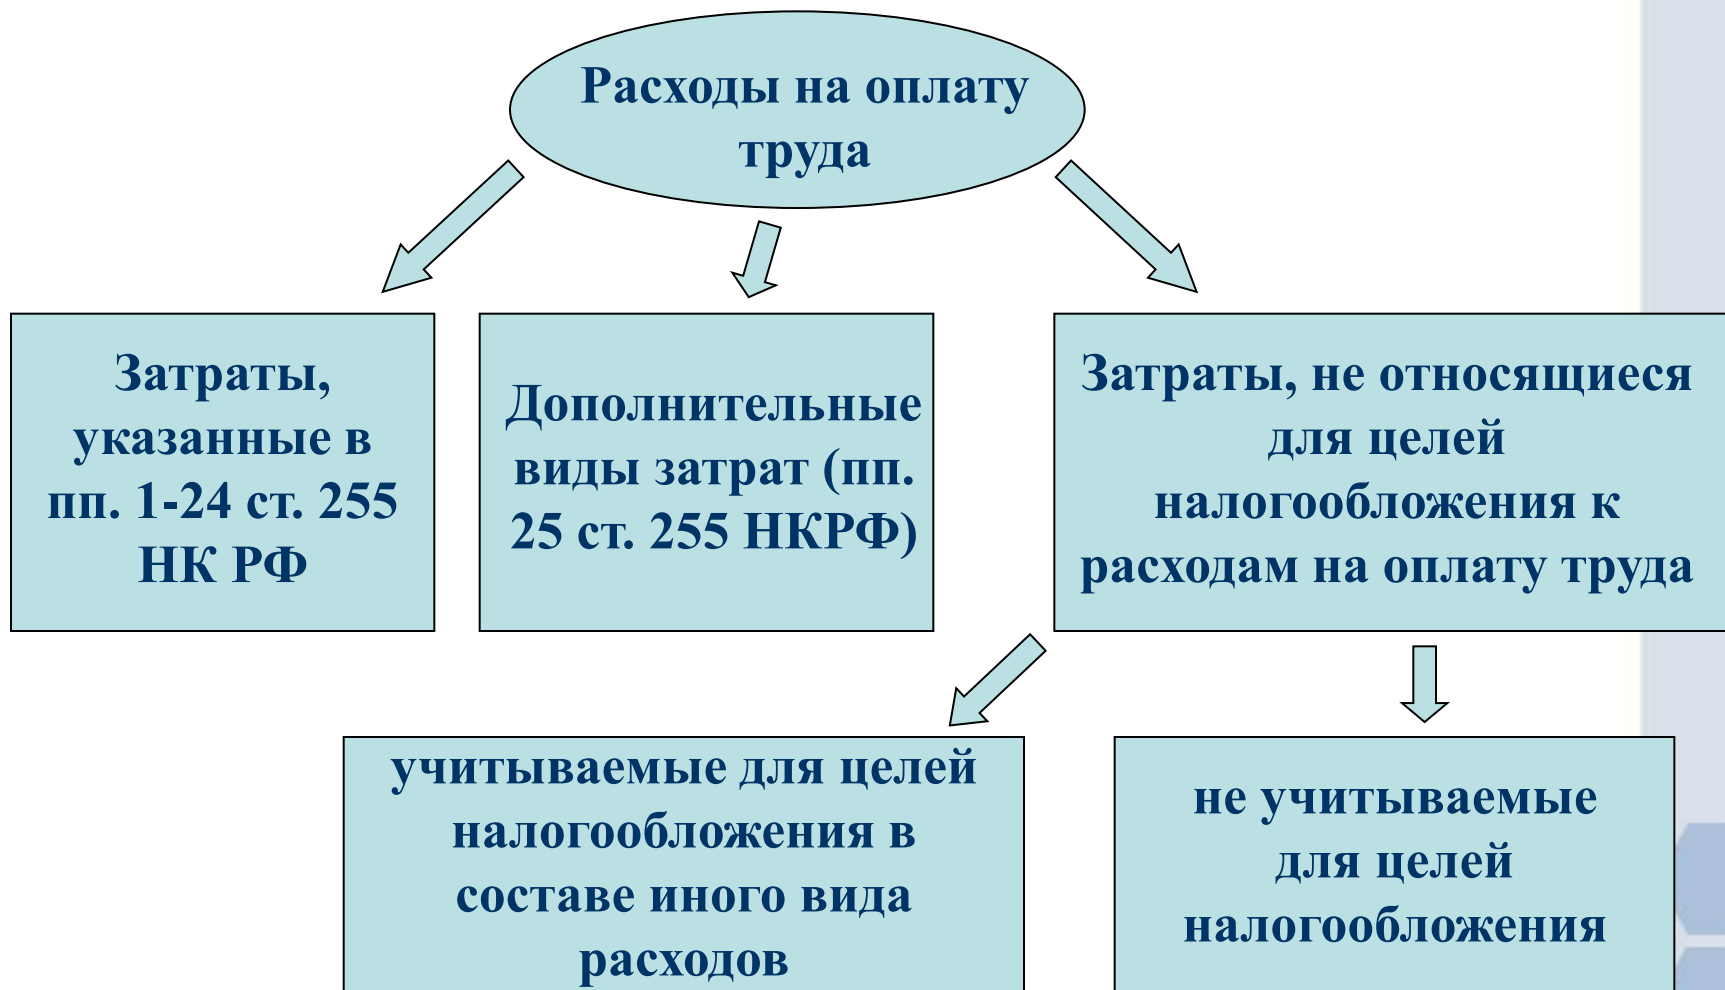 Расходы на оплату
труда
Затраты,
указанные в
пп. 1-24 ст. 255
НК РФ
Дополнительные
виды затрат (пп.
25 ст. 255 НКРФ)
Затраты, не относящиеся
для целей
налогообложения к
расходам на оплату труда
учитываемые для целей
налогообложения в
составе иного вида
расходов
не учитываемые
для целей
налогообложения